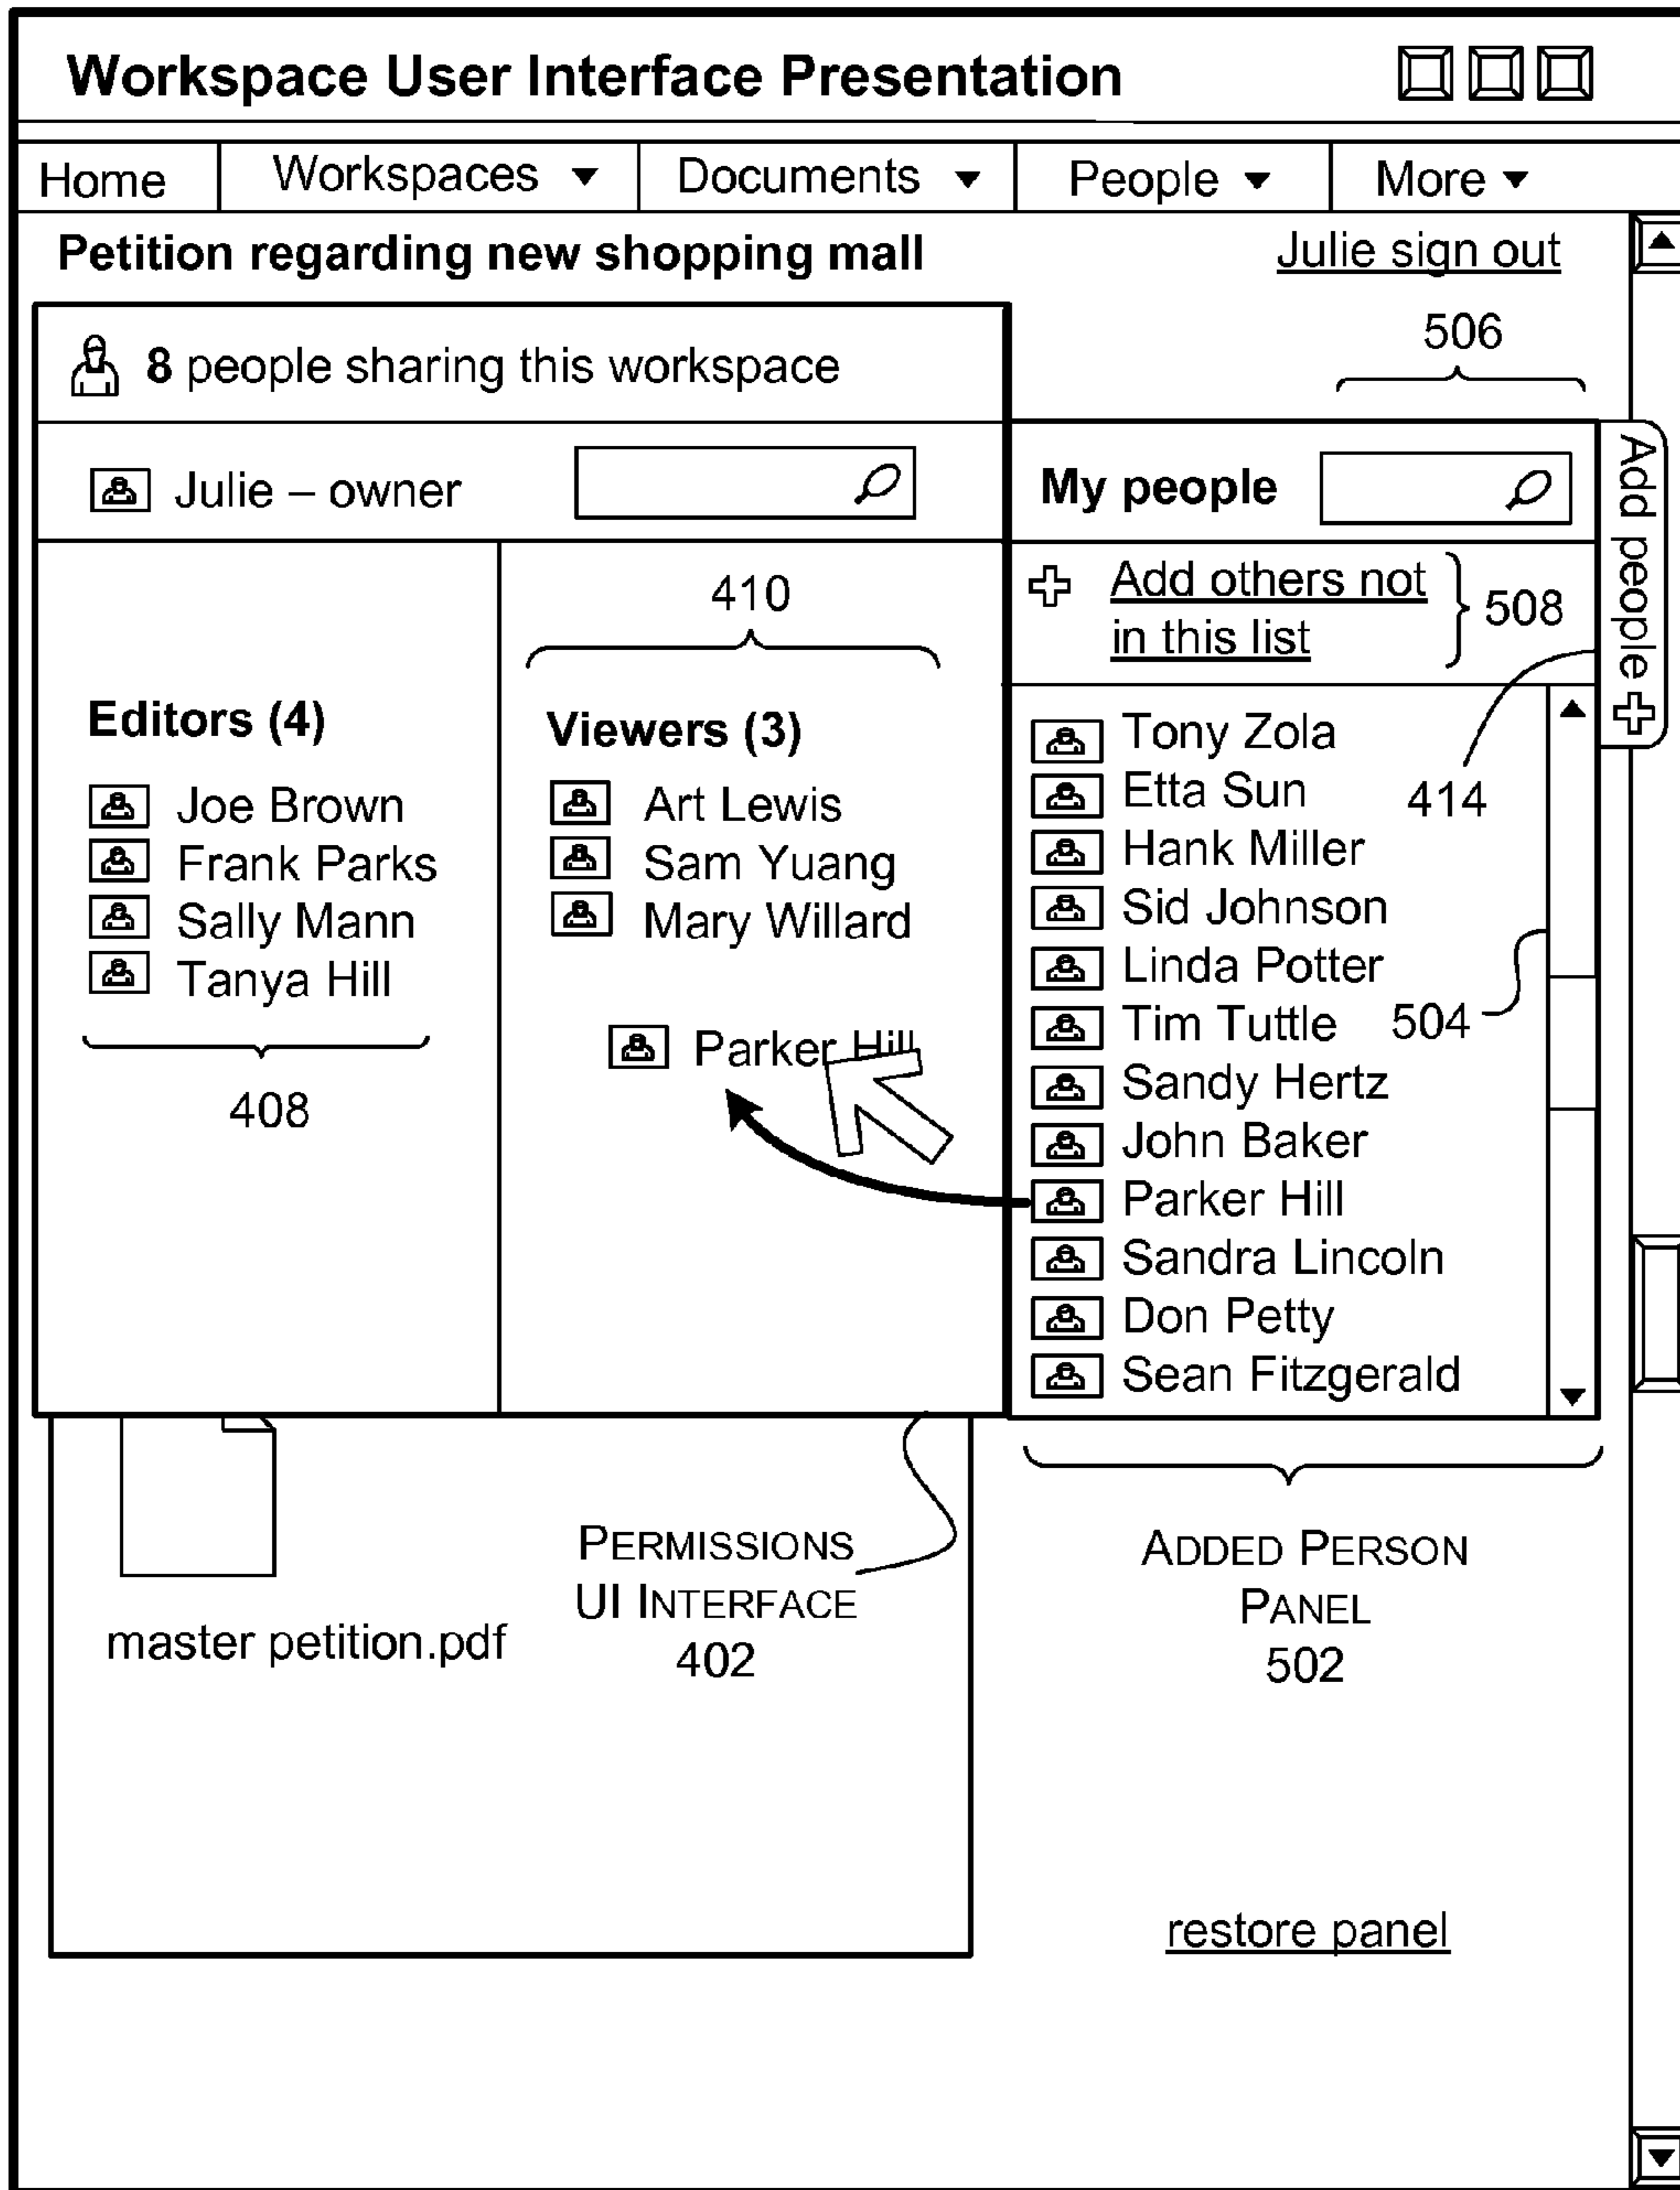 Workspace User Interface Presentation
Home Workspaces Documents People More
Petition regarding new shopping mall
Julie sign out
506
8 people sharing this workspace
Julie – owner
My people
Add people
Add others not
in this list
508
410
Editors (4)
Joe Brown
Frank Parks
Sally Mann
Tanya Hill
408
Viewers (3)
Art Lewis
Sam Yuang
Mary Willard
Parker Hill
Tony Zola
Etta Sun
414
Hank Miller
Sid Johnson
Linda Potter
Tim Tuttle
504
Sandy Hertz
John Baker
Parker Hill
Sandra Lincoln
Don Petty
Sean Fitzgerald
master petition.pdf
PERMISSIONS
UI INTERFACE
402
ADDED PERSON
PANEL
502
restore panel